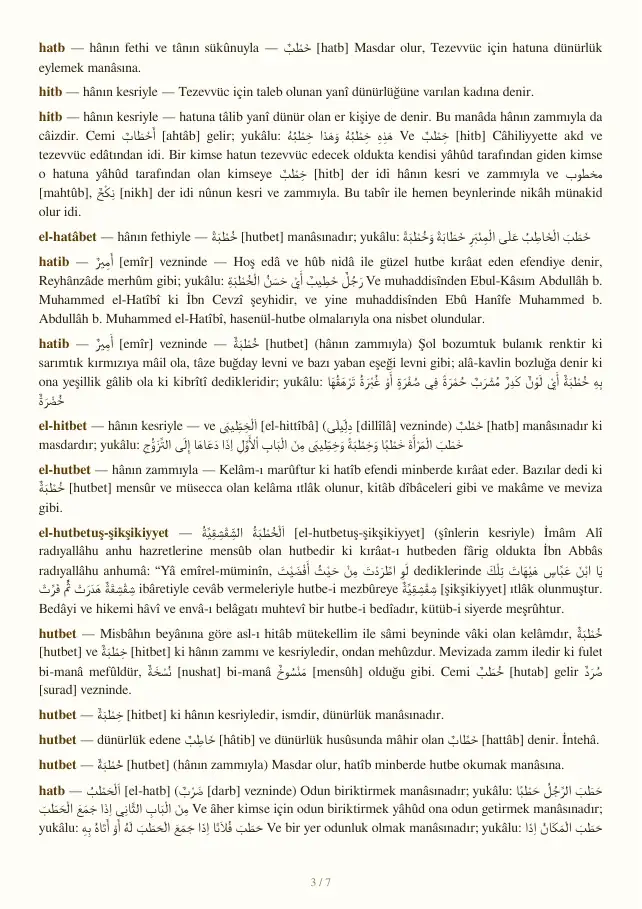 hatb — hânın fethi ve tânın sükûnuyla — خَطْبٌ [hatb] Masdar olur, Tezevvüc için hatuna dünürlük
eylemek manâsına.
hitb — hânın kesriyle — Tezevvüc için taleb olunan yanî dünürlüğüne varılan kadına denir.
hitb — hânın kesriyle — hatuna tâlib yanî dünür olan er kişiye de denir. Bu manâda hânın zammıyla da
câizdir. Cemi أَخْطَابٌ [ahtâb] gelir; yukâlu: هَذِهِ خِطْبُهُ وَهَذَا خِطْبُهُ Ve خِطْبٌ [hitb] Câhiliyyette akd ve
tezevvüc edâtından idi. Bir kimse hatun tezevvüc edecek oldukta kendisi yâhûd tarafından giden kimse
o hatuna yâhûd tarafından olan kimseye خِطْبٌ [hitb] der idi hânın kesri ve zammıyla ve مخطوب
[mahtûb], نِكْحٌ [nikh] der idi nûnun kesri ve zammıyla. Bu tabîr ile hemen beynlerinde nikâh münakid
olur idi.
el-hatâbet — hânın fethiyle — خُطْبَةٌ [hutbet] manâsınadır; yukâlu: خَطَبَ الْخَاطِبُ عَلَى الْمِنْبَرِ خَطَابَةً وَخُطْبَةً
hatib — أَمِيرٌ [emîr] vezninde — Hoş edâ ve hûb nidâ ile güzel hutbe kırâat eden efendiye denir,
Reyhânzâde merhûm gibi; yukâlu: رَجُلٌ خَطِيبٌ أَيْ حَسَنُ الْخُطْبَةِ Ve muhaddisînden Ebul-Kâsım Abdullâh b.
Muhammed el-Hatîbî ki İbn Cevzî şeyhidir, ve yine muhaddisînden Ebû Hanîfe Muhammed b.
Abdullâh b. Muhammed el-Hatîbî, hasenül-hutbe olmalarıyla ona nisbet olundular.
hatib — أَمِيرٌ [emîr] vezninde — خُطْبَةٌ [hutbet] (hânın zammıyla) Şol bozumtuk bulanık renktir ki
sarımtık kırmızıya mâil ola, tâze buğday levni ve bazı yaban eşeği levni gibi; alâ-kavlin bozluğa denir ki
ona yeşillik gâlib ola ki kibrîtî dedikleridir; yukâlu: بِهِ خُطْبَةٌ أَيْ لَوْنٌ كَدِرٌ مُشْرَبٌ حُمْرَةً فِي صُفْرَةٍ أَوْ غُبْرَةٌ تَرْهَقُهَا
خُضْرَةٌ
el-hitbet — hânın kesriyle — ve اَلْخِطِّيبَى [el-hittîbâ] (دِلِّيلَى [dillîlâ] vezninde) خَطْبٌ [hatb] manâsınadır ki
masdardır; yukâlu: خَطَبَ الْمَرْأَةَ خَطْبًا وَخِطْبَةً وَخِطِّيبَى مِنَ الْبَابِ الْأَوَّلِ إِذَا دَعَاهَا إِلَى التَّزَوُّجِ
el-hutbet — hânın zammıyla — Kelâm-ı marûftur ki hatîb efendi minberde kırâat eder. Bazılar dedi ki
خُطْبَةٌ [hutbet] mensûr ve müsecca olan kelâma ıtlâk olunur, kitâb dîbâceleri gibi ve makâme ve meviza
gibi.
el-hutbetuş-şikşikiyyet — اَلْخُطْبَةُ الشِّقْشِقِيَّةُ [el-hutbetuş-şikşikiyyet] (şînlerin kesriyle) İmâm Alî
radıyallâhu anhu hazretlerine mensûb olan hutbedir ki kırâat-ı hutbeden fârig oldukta İbn Abbâs
radıyallâhu anhumâ: “Yâ emîrel-müminîn, لَوِ اطَّرَدَتْ مِنْ حَيْثُ أَفْضَيْتَ dediklerinde يَا ابْنَ عَبَّاسٍ هَيْهَاتَ تِلْكَ
شِقْشِقَةٌ هَدَرَتْ ثُمَّ قَرَّتْ ibâretiyle cevâb vermeleriyle hutbe-i mezbûreye شِقْشِقِيَّةٌ [şikşikiyyet] ıtlâk olunmuştur.
Bedâyi ve hikemi hâvî ve envâ-ı belâgatı muhtevî bir hutbe-i bedîadır, kütüb-i siyerde meşrûhtur.
hutbet — Misbâhın beyânına göre asl-ı hitâb mütekellim ile sâmi beyninde vâki olan kelâmdır, خُطْبَةٌ
[hutbet] ve خِطْبَةٌ [hitbet] ki hânın zammı ve kesriyledir, ondan mehûzdur. Mevizada zamm iledir ki fulet
bi-manâ mefûldür, نُسْخَةٌ [nushat] bi-manâ مَنْسُوخٌ [mensûh] olduğu gibi. Cemi خُطَبٌ [hutab] gelir صُرَدٌ
[surad] vezninde.
hutbet — خِطْبَةٌ [hitbet] ki hânın kesriyledir, ismdir, dünürlük manâsınadır.
hutbet — dünürlük edene خَاطِبٌ [hâtib] ve dünürlük husûsunda mâhir olan خَطَّابٌ [hattâb] denir. İntehâ.
hutbet — خُطْبَةٌ [hutbet] (hânın zammıyla) Masdar olur, hatîb minberde hutbe okumak manâsına.
hatb — اَلْحَطْبُ [el-hatb] (ضَرْبٌ [darb] vezninde) Odun biriktirmek manâsınadır; yukâlu: حَطَبَ الرَّجُلُ حَطْبًا
مِنَ الْبَابِ الثَّانِي إِذَا جَمَعَ الْحَطَبَ Ve âher kimse için odun biriktirmek yâhûd ona odun getirmek manâsınadır;
yukâlu: حَطَبَ فُلَانًا إِذَا جَمَعَ الْحَطَبَ لَهُ أَوْ أَتَاهُ بِهِ Ve bir yer odunluk olmak manâsınadır; yukâlu: حَطَبَ الْمَكَانُ إِذَا
3 / 7